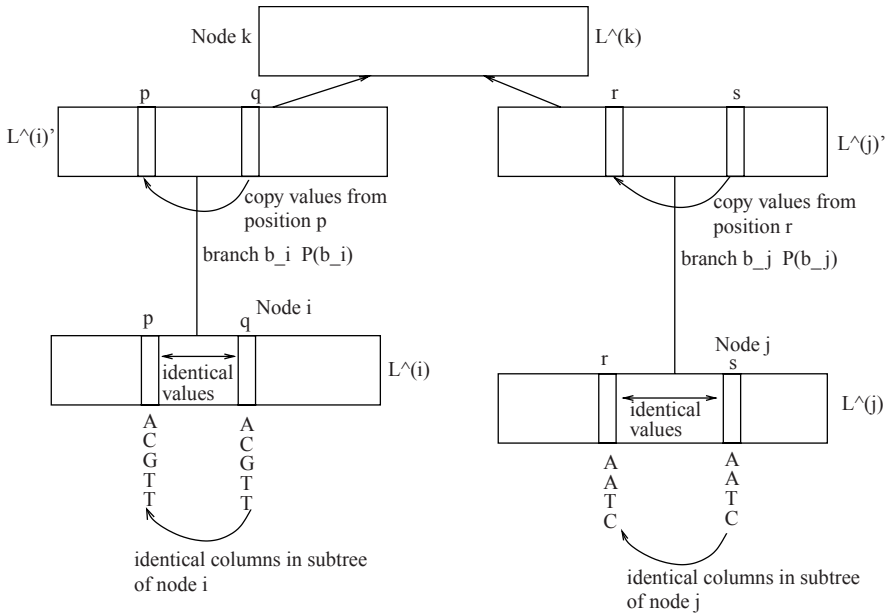 Node k
L^(k)
p
q
r
s
L^(i)’
L^(j)’
copy values from
position p
copy values from
position r
branch b_i P(b_i)
branch b_j P(b_j)
p
q
Node i
r
Node j
s
identical
values
L^(i)
identical
values
L^(j)
A
C
G
T
T
A
C
G
T
T
A
A
T
C
A
A
T
C
identical columns in subtree
of node i
identical columns in subtree
of node j